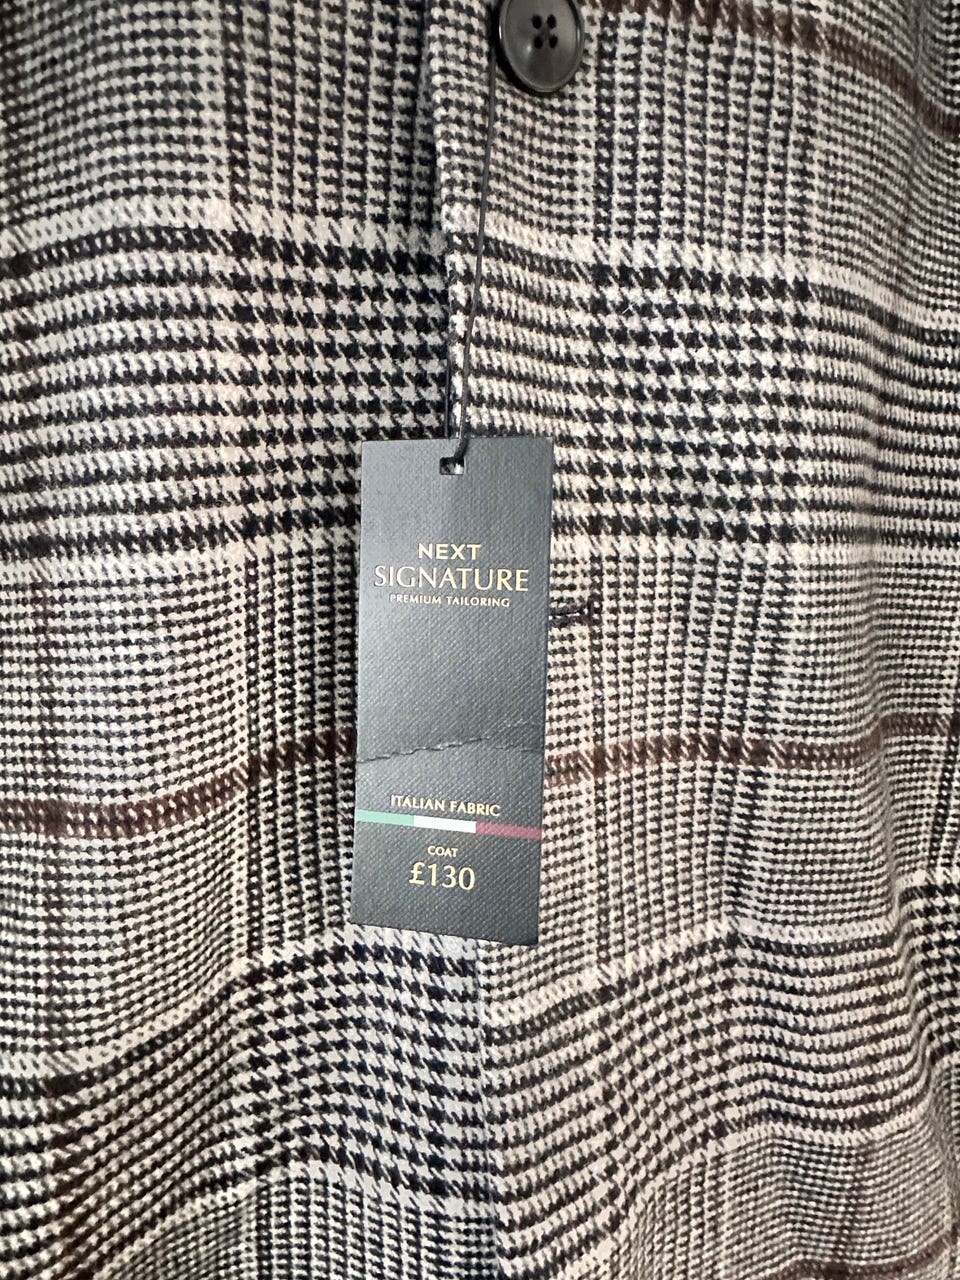 NEXT
SIGNATURE
PREMIUM TAILORING
ITALIAN FABRIC
COAT
£130